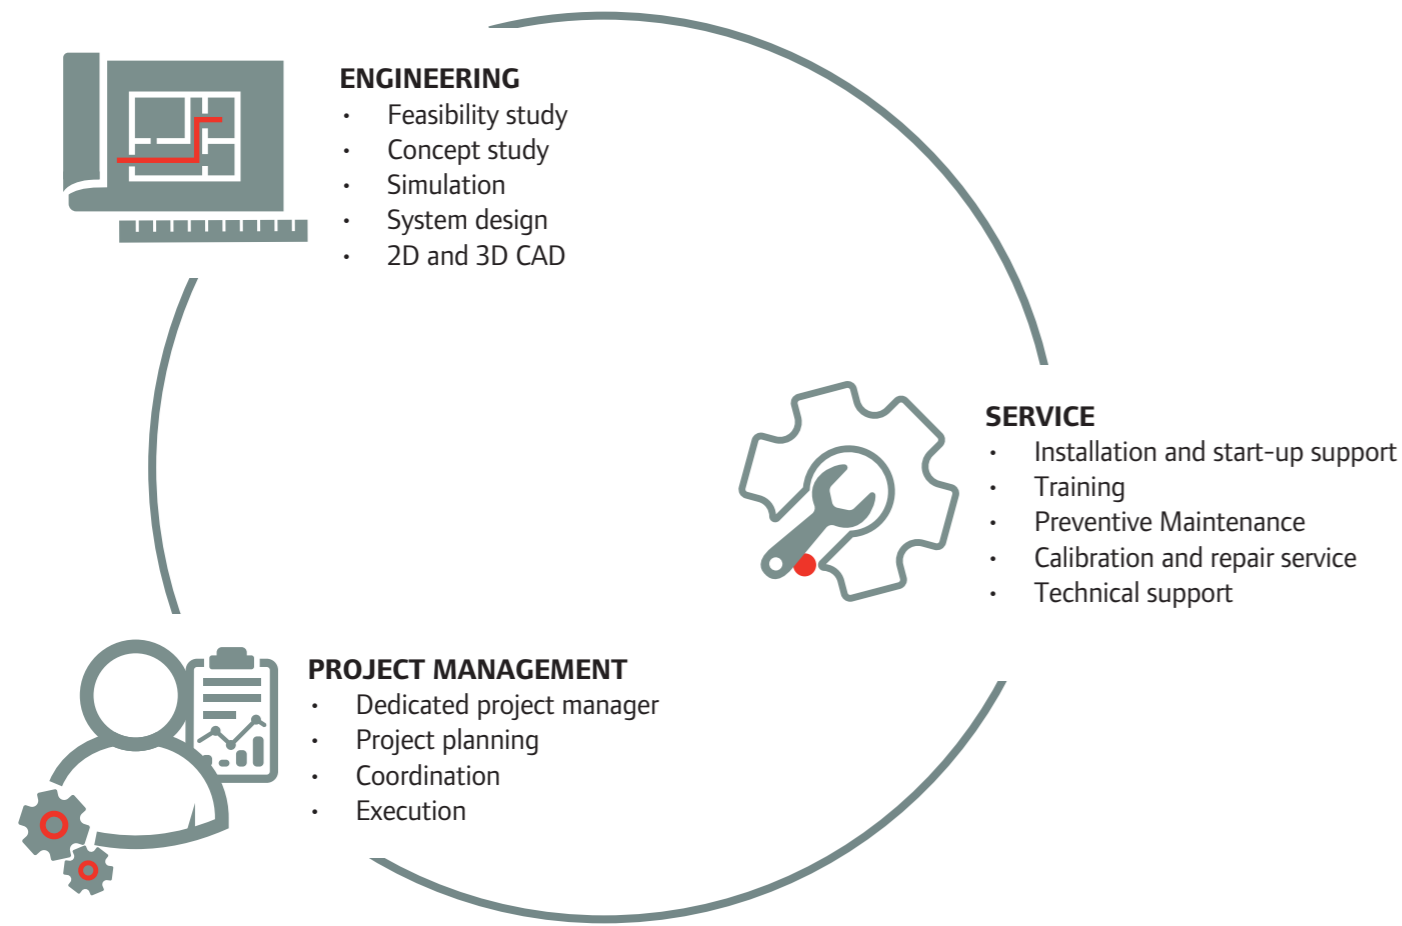 ENGINEERING
• Feasibility study
• Concept study
• Simulation
• System design
• 2D and 3D CAD
SERVICE
• Installation and start-up support
• Training
• Preventive Maintenance
• Calibration and repair service
• Technical support
PROJECT MANAGEMENT
• Dedicated project manager
• Project planning
• Coordination
• Execution